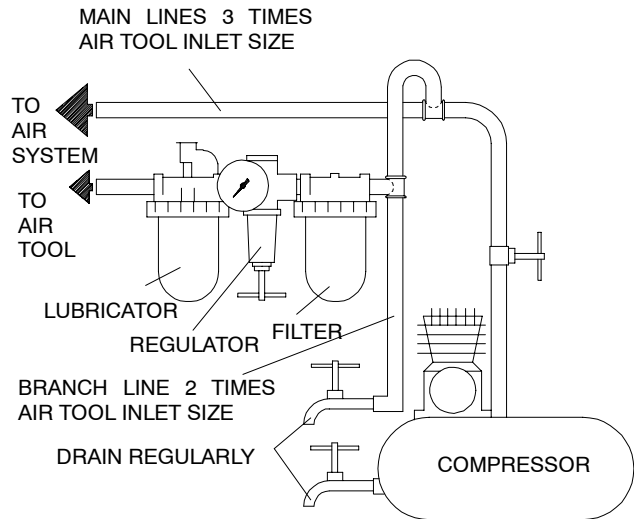 MAIN LINES 3 TIMES
AIR TOOL INLET SIZE
TO
AIR
SYSTEM
TO
AIR
TOOL
LUBRICATOR
REGULATOR
FILTER
BRANCH LINE 2 TIMES
AIR TOOL INLET SIZE
DRAIN REGULARLY
COMPRESSOR